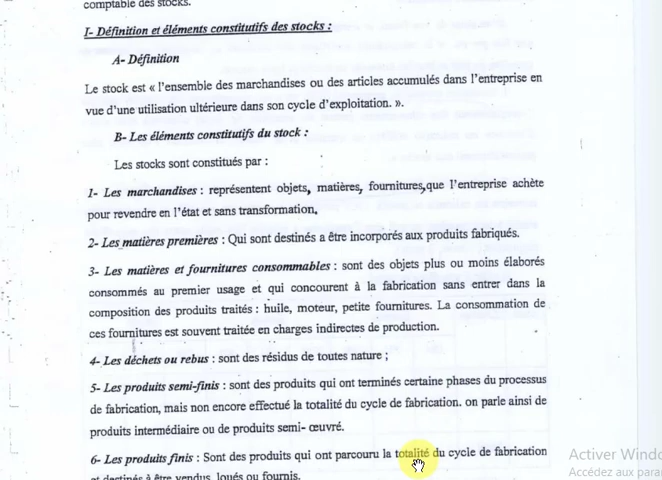 comptable des stocks.
I- Définition et éléments constitutifs des stocks :
A- Définition
Le stock est « l'ensemble des marchandises ou des articles accumulés dans l'entreprise en
vue d'une utilisation ultérieure dans son cycle d'exploitation. ».
B- Les éléments constitutifs du stock :
Les stocks sont constitués par :
1- Les marchandises : représentent objets, matières, fournitures,que l'entreprise achète
pour revendre en l'état et sans transformation.
2- Les matières premières : Qui sont destinés a être incorporés aux produits fabriqués.
3- Les matières et fournitures consommables : sont des objets plus ou moins élaborés
consommés au premier usage et qui concourent à la fabrication sans entrer dans la
composition des produits traités : huile, moteur, petite fournitures. La consommation de
ces fournitures est souvent traitée en charges indirectes de production.
4- Les déchets ou rebus : sont des résidus de toutes nature ;
5- Les produits semi-finis : sont des produits qui ont terminés certaine phases du processus
de fabrication, mais non encore effectué la totalité du cycle de fabrication. on parle ainsi de
produits intermédiaire ou de produits semi- œuvré.
6- Les produits finis : Sont des produits qui ont parcouru la totalité du cycle de fabrication
et destinés à être vendus, loués ou fournis.
Activer Windo
Accédez aux para